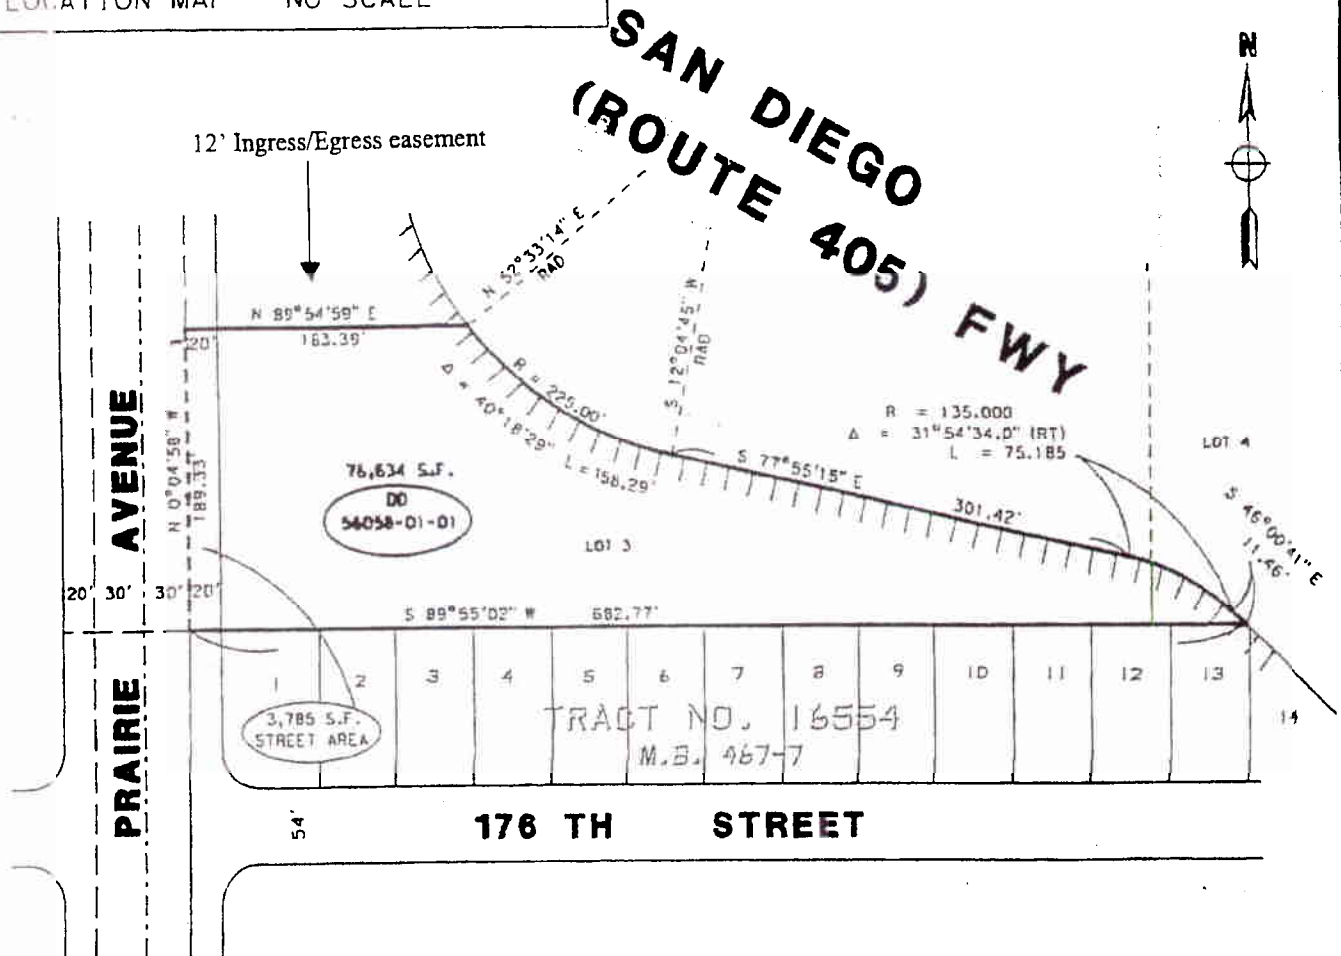 LOCATION MAP NO SCALE
SAN DIEGO
(ROUTE 405) FWY
N
12' Ingress/Egress easement
N 52°33'14" E
RAD
S 12°04'45" W
RAD
N 89°54'59" E
163.39'
20'
R = 225.00'
Δ = 40°18'29" L = 158.29'
R = 135.000
Δ = 31°54'34.0" (RT)
L = 75.185
LOT 4
S 77°55'15" E
301.42'
S 46°00'41" E
11.46'
N 0°04'58" W
189.33
76,634 S.F.
DD
56058-01-01
LOT 3
20' 30' 30' 20'
S 89°55'02" W 682.77'
1 2 3 4 5 6 7 8 9 10 11 12 13
14
3,785 S.F.
STREET AREA
TRACT NO. 16554
M.B. 467-7
PRAIRIE AVENUE
54'
176 TH STREET